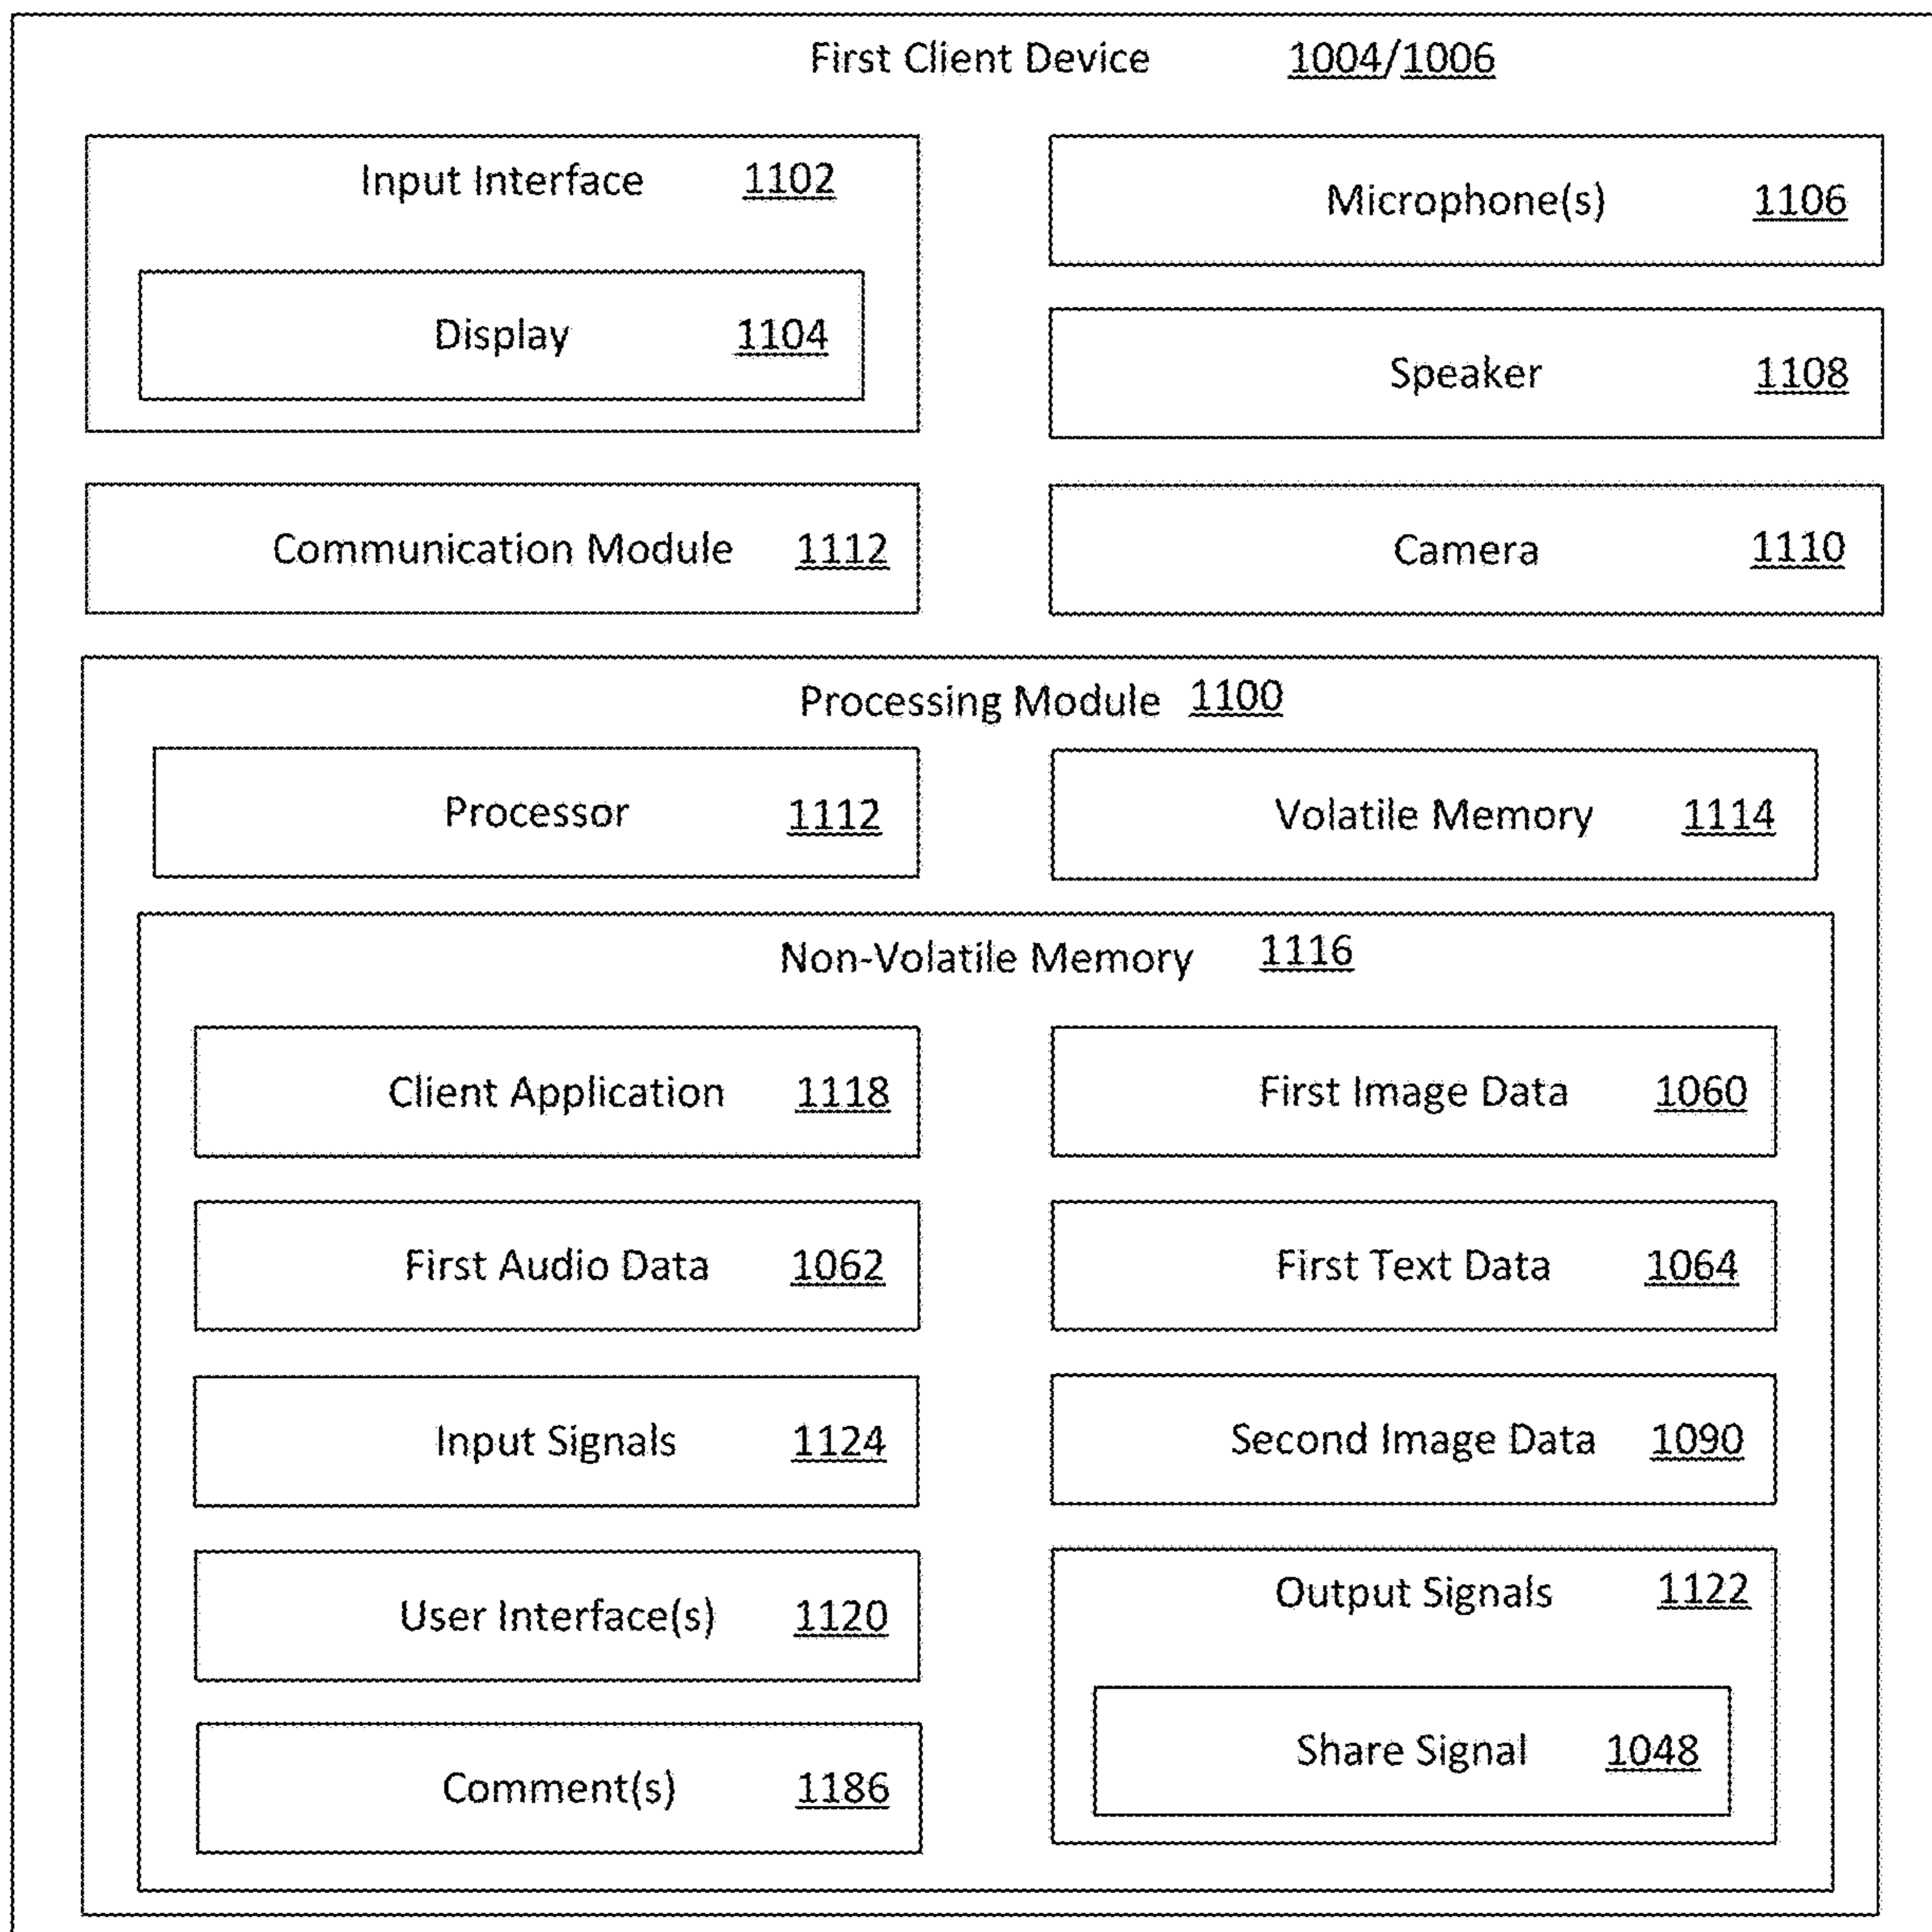 First Client Device 1004/1006
Input Interface 1102
Display 1104
Microphone(s) 1106
Speaker 1108
Communication Module 1112
Camera 1110
Processing Module 1100
Processor 1112
Volatile Memory 1114
Non-Volatile Memory 1116
Client Application 1118
First Image Data 1060
First Audio Data 1062
First Text Data 1064
Input Signals 1124
Second Image Data 1090
User Interface(s) 1120
Output Signals 1122
Share Signal 1048
Comment(s) 1186